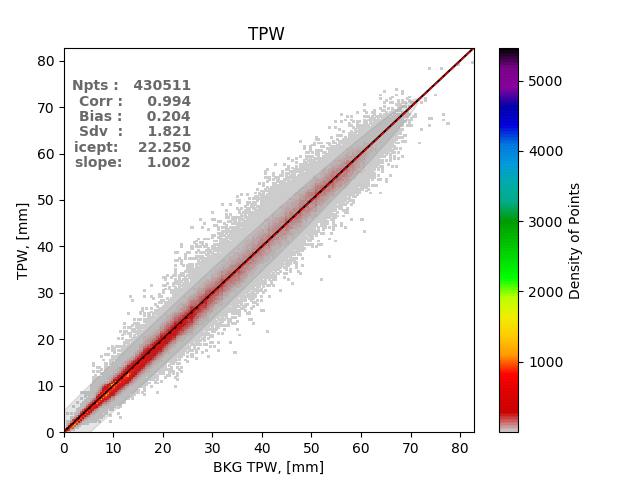 TPW
Npts : 430511
Corr : 0.994
Bias : 0.204
Sdv : 1.821
icept: 22.250
slope: 1.002
TPW, [mm]
80
70
60
50
40
30
20
10
0
0 10 20 30 40 50 60 70 80
BKG TPW, [mm]
5000
4000
3000
2000
1000
Density of Points